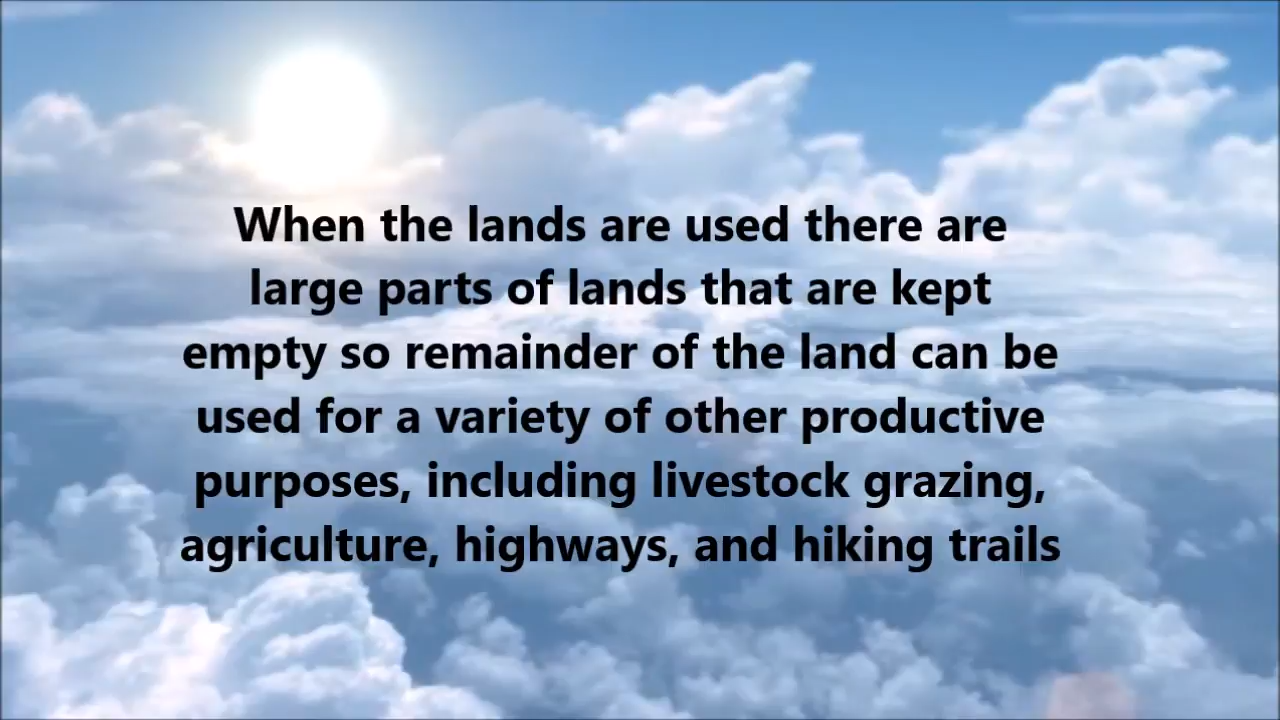 When the lands are used there are
large parts of lands that are kept
empty so remainder of the land can be
used for a variety of other productive
purposes, including livestock grazing,
agriculture, highways, and hiking trails